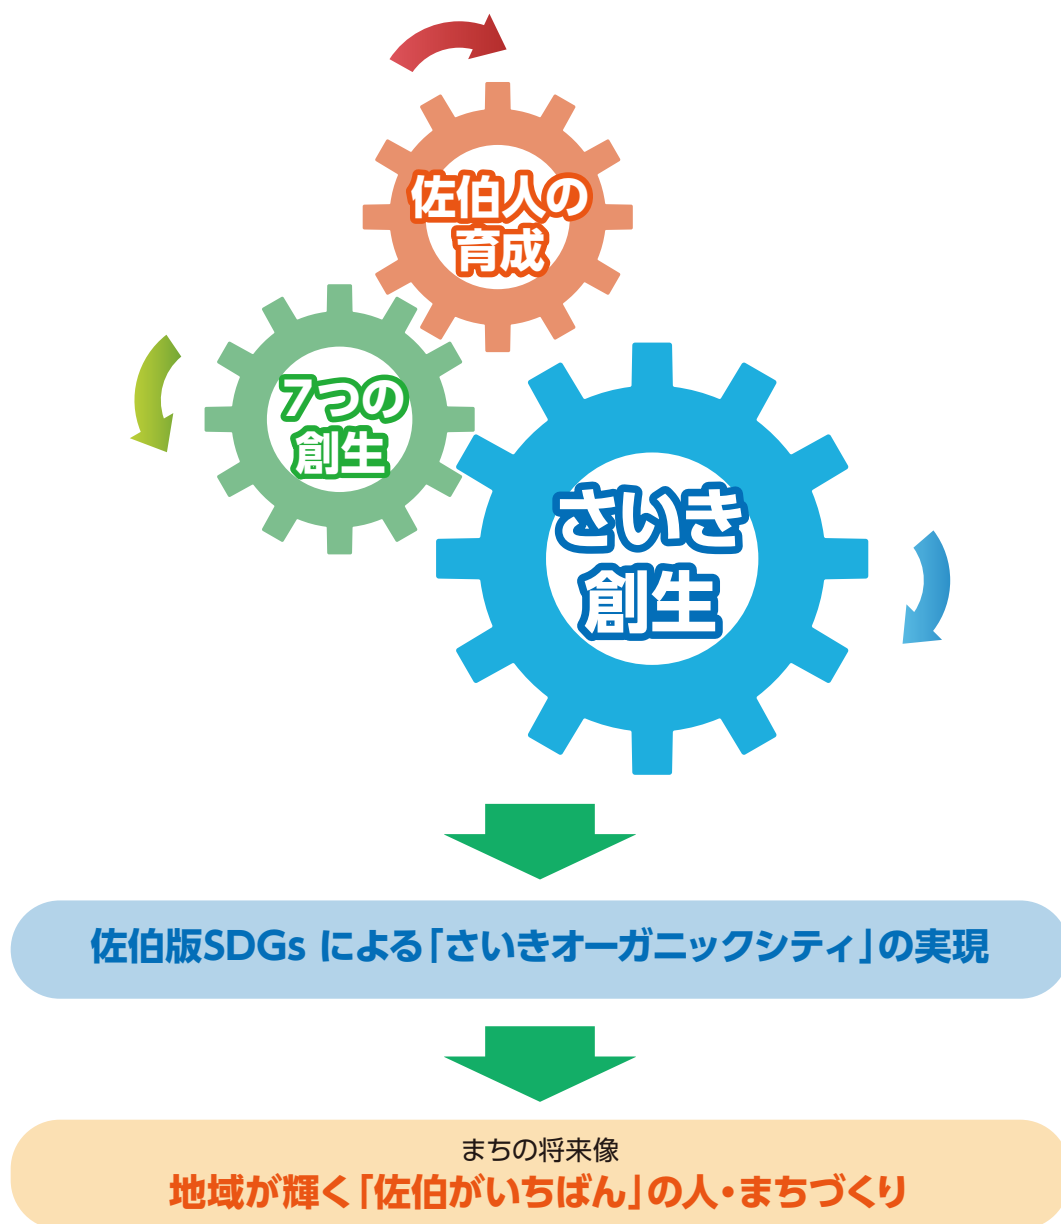 佐伯人の
育成
7つの
創生
さいき
創生
佐伯版SDGs による「さいきオーガニックシティ」の実現
まちの将来像
地域が輝く「佐伯がいちばん」の人・まちづくり